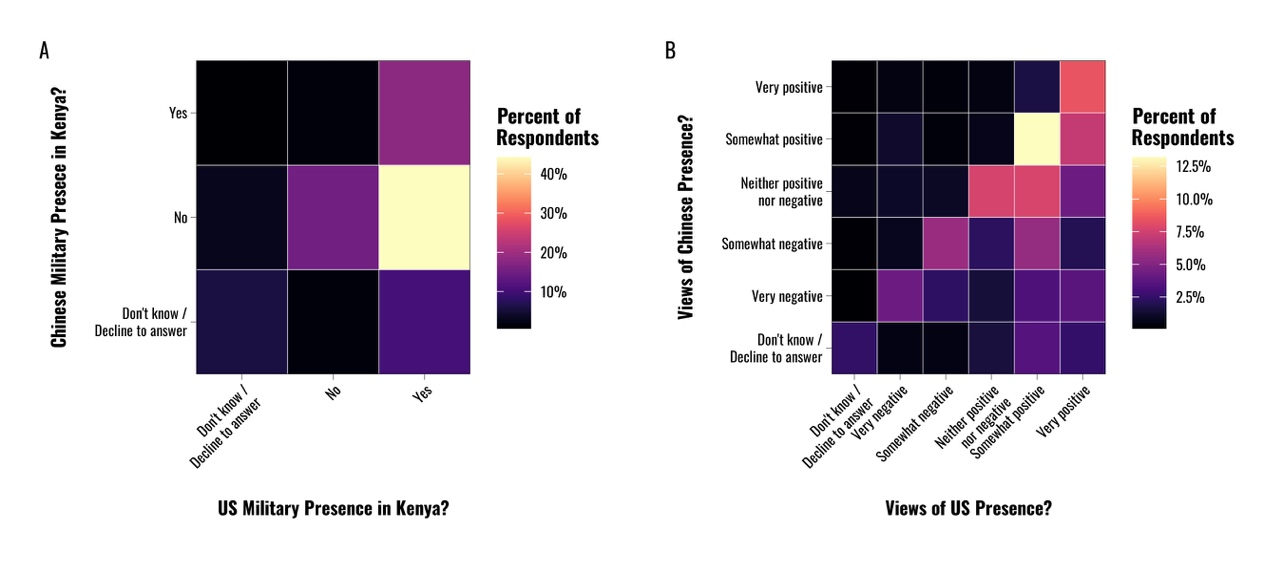 A
Chinese Military Presece in Kenya?
Yes
No
Don't know /
Decline to answer
Don't know /
Decline to answer
No
Yes
US Military Presence in Kenya?
Percent of
Respondents
40%
30%
20%
10%
B
Views of Chinese Presence?
Very positive
Somewhat positive
Neither positive
nor negative
Somewhat negative
Very negative
Don't know /
Decline to answer
Don't know /
Decline to answer
Very negative
Somewhat negative
Neither positive
nor negative
Somewhat positive
Very positive
Views of US Presence?
Percent of
Respondents
12.5%
10.0%
7.5%
5.0%
2.5%